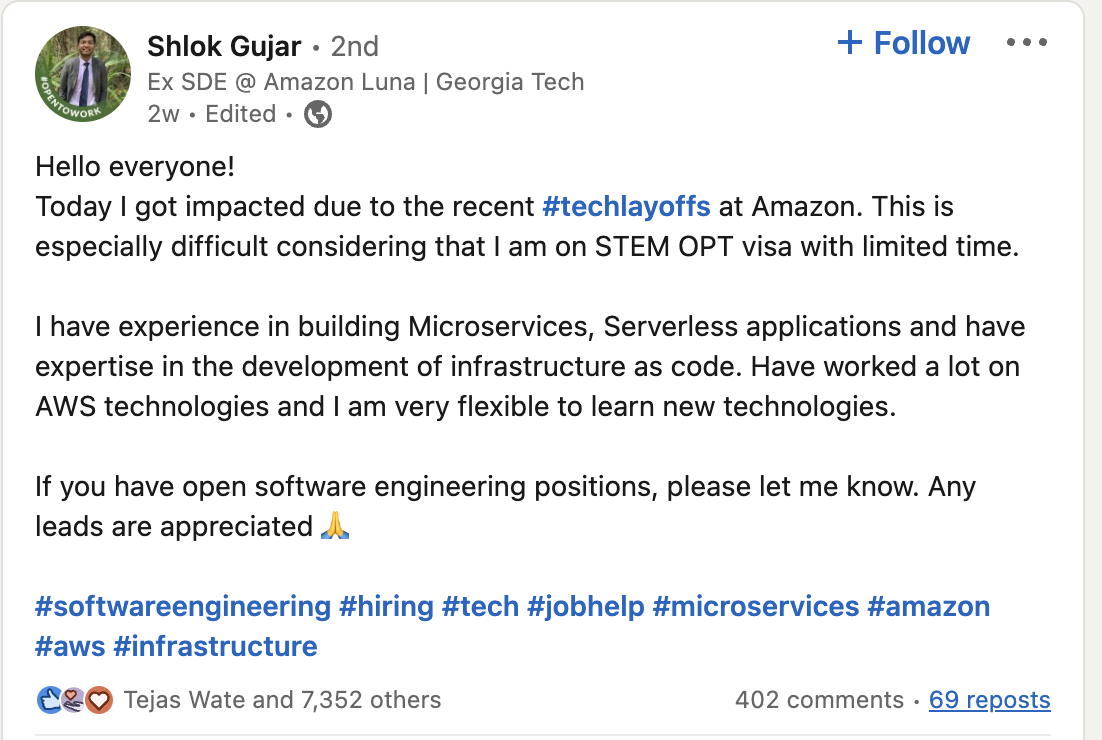 Shlok Gujar • 2nd
+ Follow •••
Ex SDE @ Amazon Luna | Georgia Tech
2w • Edited •
#OPENTOWORK
Hello everyone!
Today I got impacted due to the recent #techlayoffs at Amazon. This is
especially difficult considering that I am on STEM OPT visa with limited time.
I have experience in building Microservices, Serverless applications and have
expertise in the development of infrastructure as code. Have worked a lot on
AWS technologies and I am very flexible to learn new technologies.
If you have open software engineering positions, please let me know. Any
leads are appreciated 🙏
#softwareengineering #hiring #tech #jobhelp #microservices #amazon
#aws #infrastructure
Tejas Wate and 7,352 others
402 comments • 69 reposts